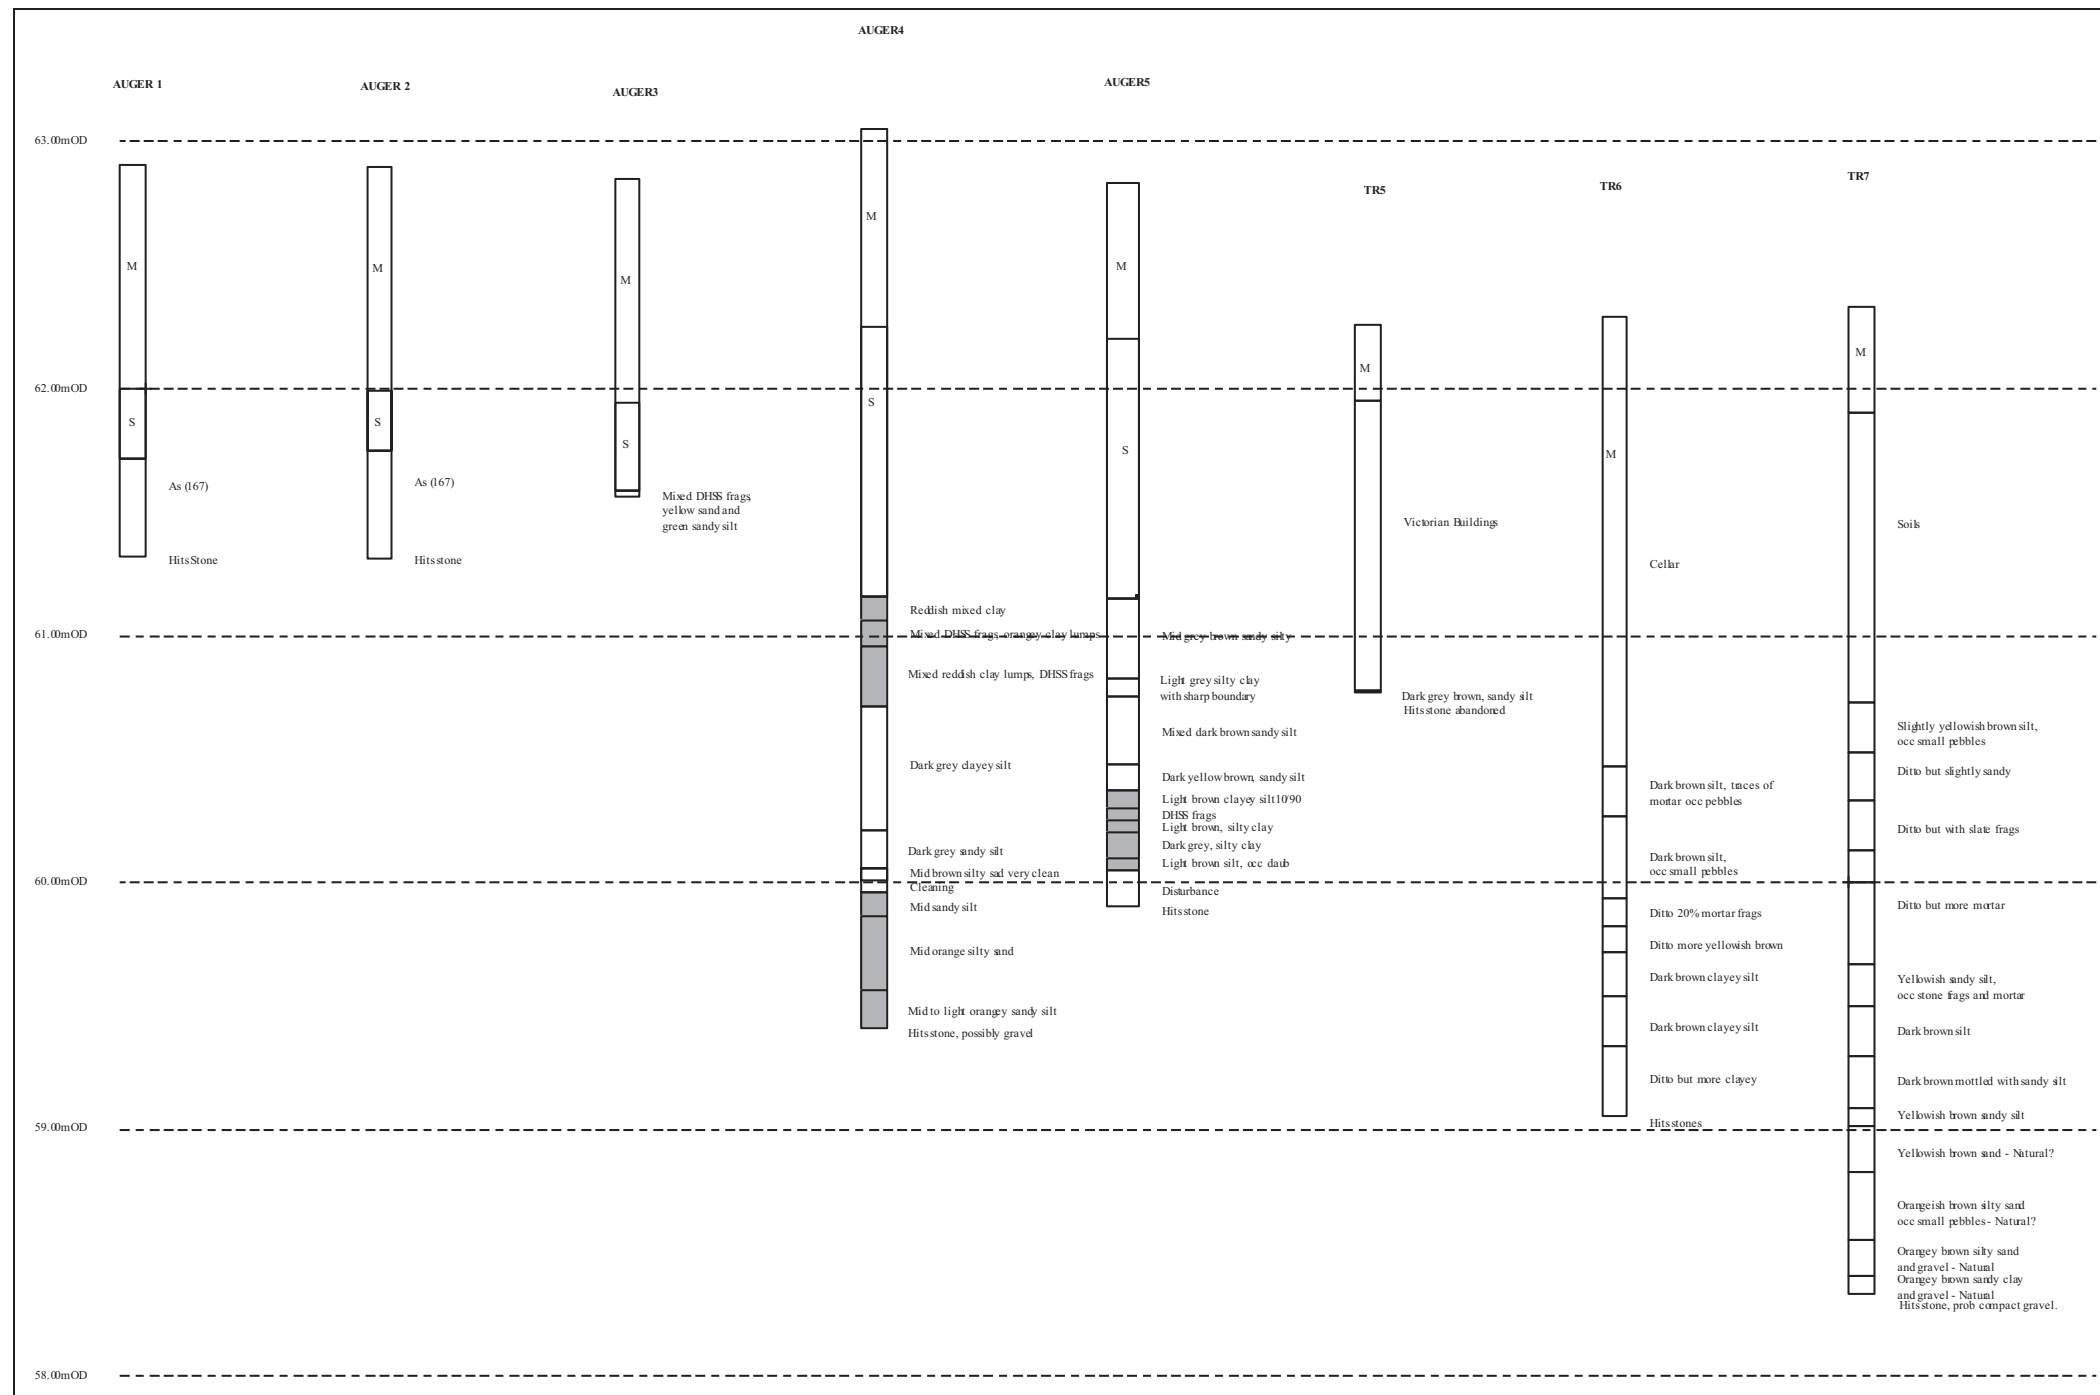 AUGER4
AUGER 1
AUGER 2
AUGER3
AUGER5
63.00mOD
TR5
TR6
TR7
M
M
M
M
M
M
M
M
62.00mOD
S
S
S
S
S
As (167)
Hits Stone
As (167)
Hits stone
Mixed DHSS frags,
yellow sand and
green sandy silt
Reddish mixed clay
Mixed DHSS frags, orangey clay lumps
Mixed reddish clay lumps, DHSS frags
Dark grey clayey silt
Dark grey sandy silt
Mid brown silty sad very clean
Cleaning
Mid sandy silt
Mid orange silty sand
Mid to light orangey sandy silt
Hits stone, possibly gravel
Mid grey brown sandy silty
Light grey silty clay
with sharp boundary
Mixed dark brown sandy silt
Dark yellow brown, sandy silt
Light brown clayey silt 10/90
DHSS frags
Light brown, silty clay
Dark grey, silty clay
Light brown silt, occ daub
Disturbance
Hits stone
Victorian Buildings
Dark grey brown, sandy silt
Hits stone abandoned
Cellar
Dark brown silt, traces of
mortar occ pebbles
Dark brown silt,
occ small pebbles
Ditto 20% mortar frags
Ditto more yellowish brown
Dark brown clayey silt
Dark brown clayey silt
Ditto but more clayey
Hits stones
Soils
Slightly yellowish brown silt,
occ small pebbles
Ditto but slightly sandy
Ditto but with slate frags
Ditto but more mortar
Yellowish sandy silt,
occ stone frags and mortar
Dark brown silt
Dark brown mottled with sandy silt
Yellowish brown sandy silt
Yellowish brown sand - Natural?
Orangeish brown silty sand
occ small pebbles - Natural?
Orangey brown silty sand
and gravel - Natural
Orangey brown sandy clay
and gravel - Natural
Hits stone, prob compact gravel.
61.00mOD
60.00mOD
59.00mOD
58.00mOD